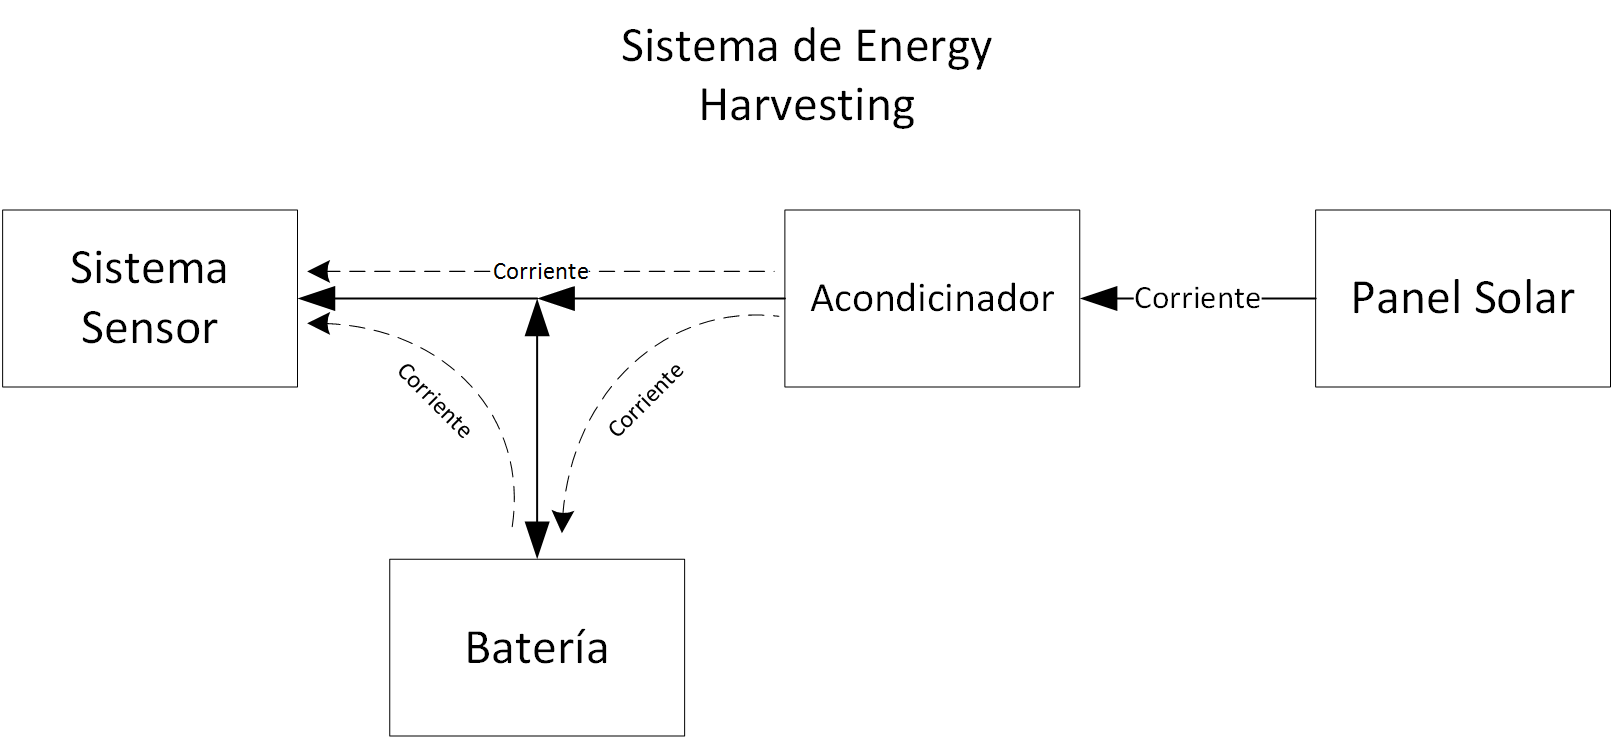 Sistema de Energy
Harvesting
Sistema
Sensor
Corriente
Acondicinador
Corriente
Panel Solar
Corriente
Corriente
Batería